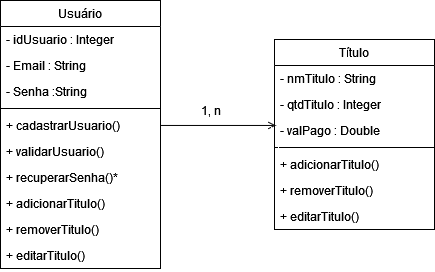 Usuário
- idUsuario : Integer
- Email : String
- Senha :String
+ cadastrarUsuario()
+ validarUsuario()
+ recuperarSenha()*
+ adicionarTitulo()
+ removerTitulo()
+ editarTitulo()
1, n
Título
- nmTitulo : String
- qtdTitulo : Integer
- valPago : Double
+ adicionarTitulo()
+ removerTitulo()
+ editarTitulo()